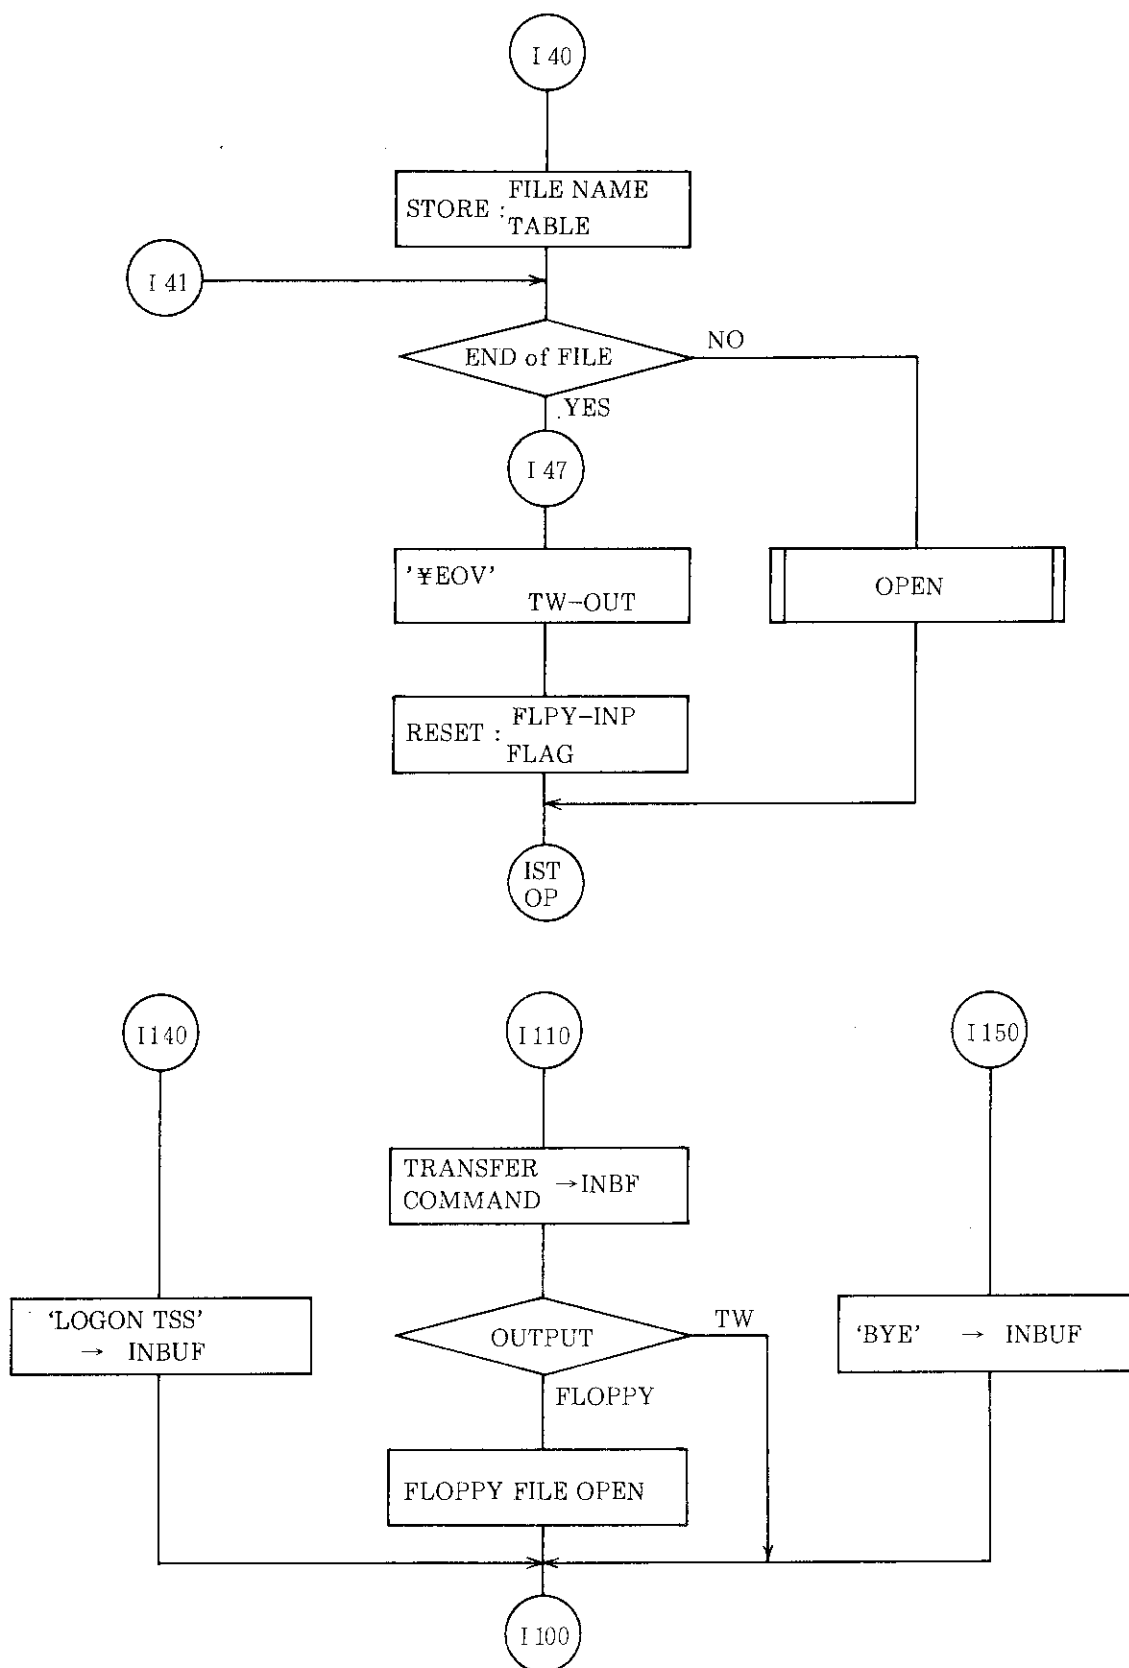 I 40
FILE NAME
STORE :
TABLE
I 41
END of FILE
NO
YES
I 47
'¥EOV'
TW-OUT
OPEN
FLPY-INP
RESET :
FLAG
IST
OP
I 140
I 110
I 150
TRANSFER
COMMAND → INBF
'LOGON TSS'
→ INBUF
OUTPUT
TW
'BYE' → INBUF
FLOPPY
FLOPPY FILE OPEN
I 100